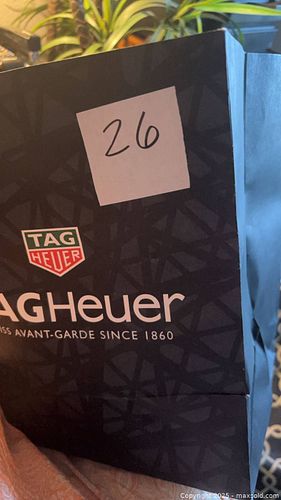 26
TAG
HEUER
AGHeuer
ISS AVANT-GARDE SINCE 1860
Copyright 2025 - maxsold.com